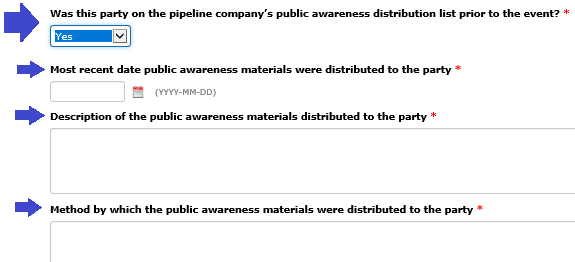 Was this party on the pipeline company's public awareness distribution list prior to the event? *
Yes
Most recent date public awareness materials were distributed to the party *
(YYYY-MM-DD)
Description of the public awareness materials distributed to the party *
Method by which the public awareness materials were distributed to the party *